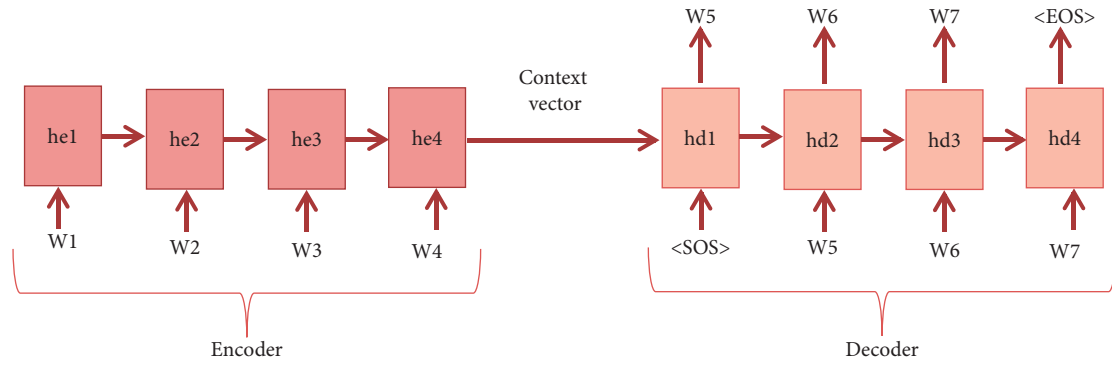 W5 W6 W7 <EOS>
Context
vector
he1 he2 he3 he4 hd1 hd2 hd3 hd4
W1 W2 W3 W4 <SOS> W5 W6 W7
Encoder Decoder